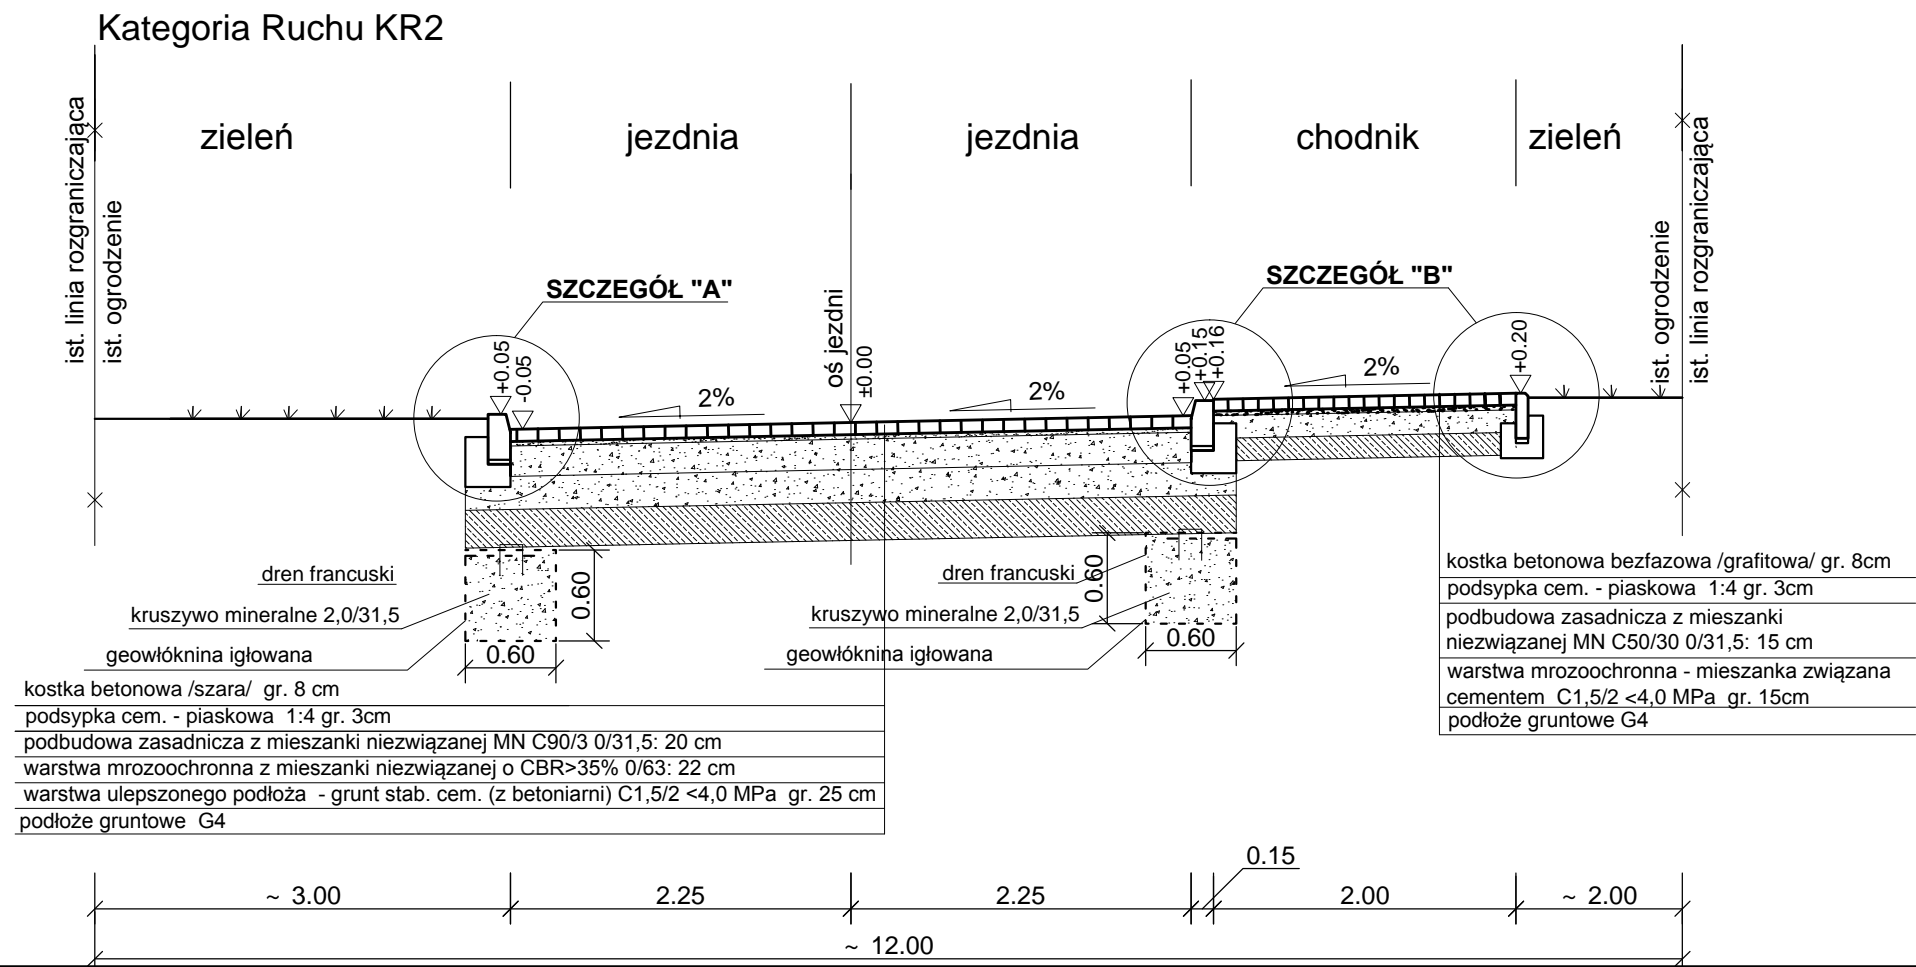 Kategoria Ruchu KR2
zieleń
jezdnia
jezdnia
chodnik
zieleń
ist. linia rozgraniczająca
ist. ogrodzenie
ist. ogrodzenie
ist. linia rozgraniczająca
SZCZEGÓŁ "A"
SZCZEGÓŁ "B"
oś jezdni
±0.00
+0.05
-0.05
+0.05
+0.15
+0.16
+0.20
2%
2%
2%
dren francuski
kruszywo mineralne 2,0/31,5
geowłóknina igłowana
0.60
0.60
dren francuski
kruszywo mineralne 2,0/31,5
geowłóknina igłowana
0.60
0.60
kostka betonowa /szara/ gr. 8 cm
podsypka cem. - piaskowa 1:4 gr. 3cm
podbudowa zasadnicza z mieszanki niezwiązanej MN C90/3 0/31,5: 20 cm
warstwa mrozoochronna z mieszanki niezwiązanej o CBR>35% 0/63: 22 cm
warstwa ulepszonego podłoża - grunt stab. cem. (z betoniarni) C1,5/2 <4,0 MPa gr. 25 cm
podłoże gruntowe G4
kostka betonowa bezfazowa /grafitowa/ gr. 8cm
podsypka cem. - piaskowa 1:4 gr. 3cm
podbudowa zasadnicza z mieszanki
niezwiązanej MN C50/30 0/31,5: 15 cm
warstwa mrozoochronna - mieszanka związana
cementem C1,5/2 <4,0 MPa gr. 15cm
podłoże gruntowe G4
0.15
~ 3.00
2.25
2.25
2.00
~ 2.00
~ 12.00